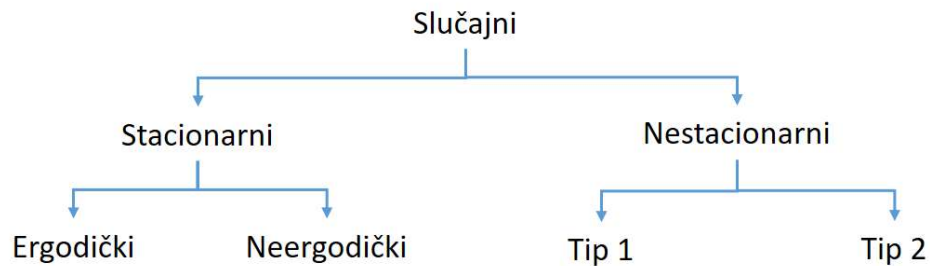 Slučajni
Stacionarni
Nestacionarni
Ergodički
Neergodički
Tip 1
Tip 2